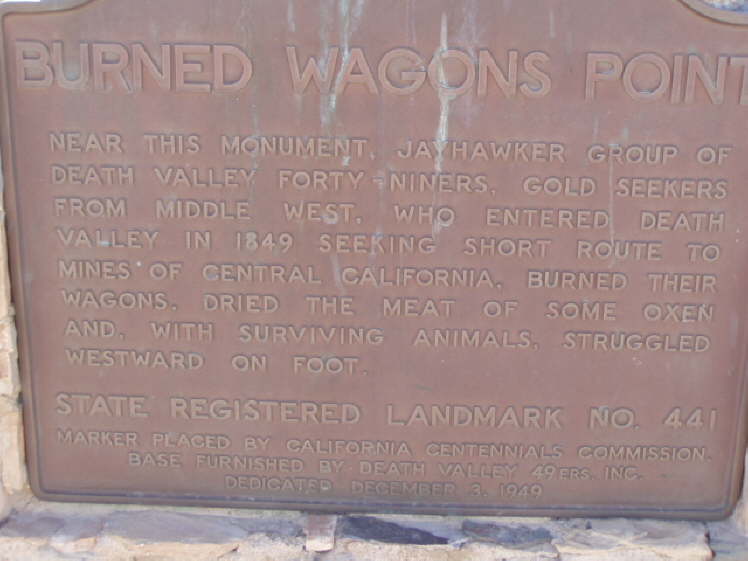 BURNED WAGONS POINT
NEAR THIS MONUMENT, JAYHAWKER GROUP OF
DEATH VALLEY FORTY-NINERS, GOLD SEEKERS
FROM MIDDLE WEST, WHO ENTERED DEATH
VALLEY IN 1849 SEEKING SHORT ROUTE TO
MINES OF CENTRAL CALIFORNIA, BURNED THEIR
WAGONS, DRIED THE MEAT OF SOME OXEN
AND, WITH SURVIVING ANIMALS, STRUGGLED
WESTWARD ON FOOT.
STATE REGISTERED LANDMARK NO. 441
MARKER PLACED BY CALIFORNIA CENTENNIALS COMMISSION.
BASE FURNISHED BY DEATH VALLEY 49ERS, INC.
DEDICATED DECEMBER 3, 1949